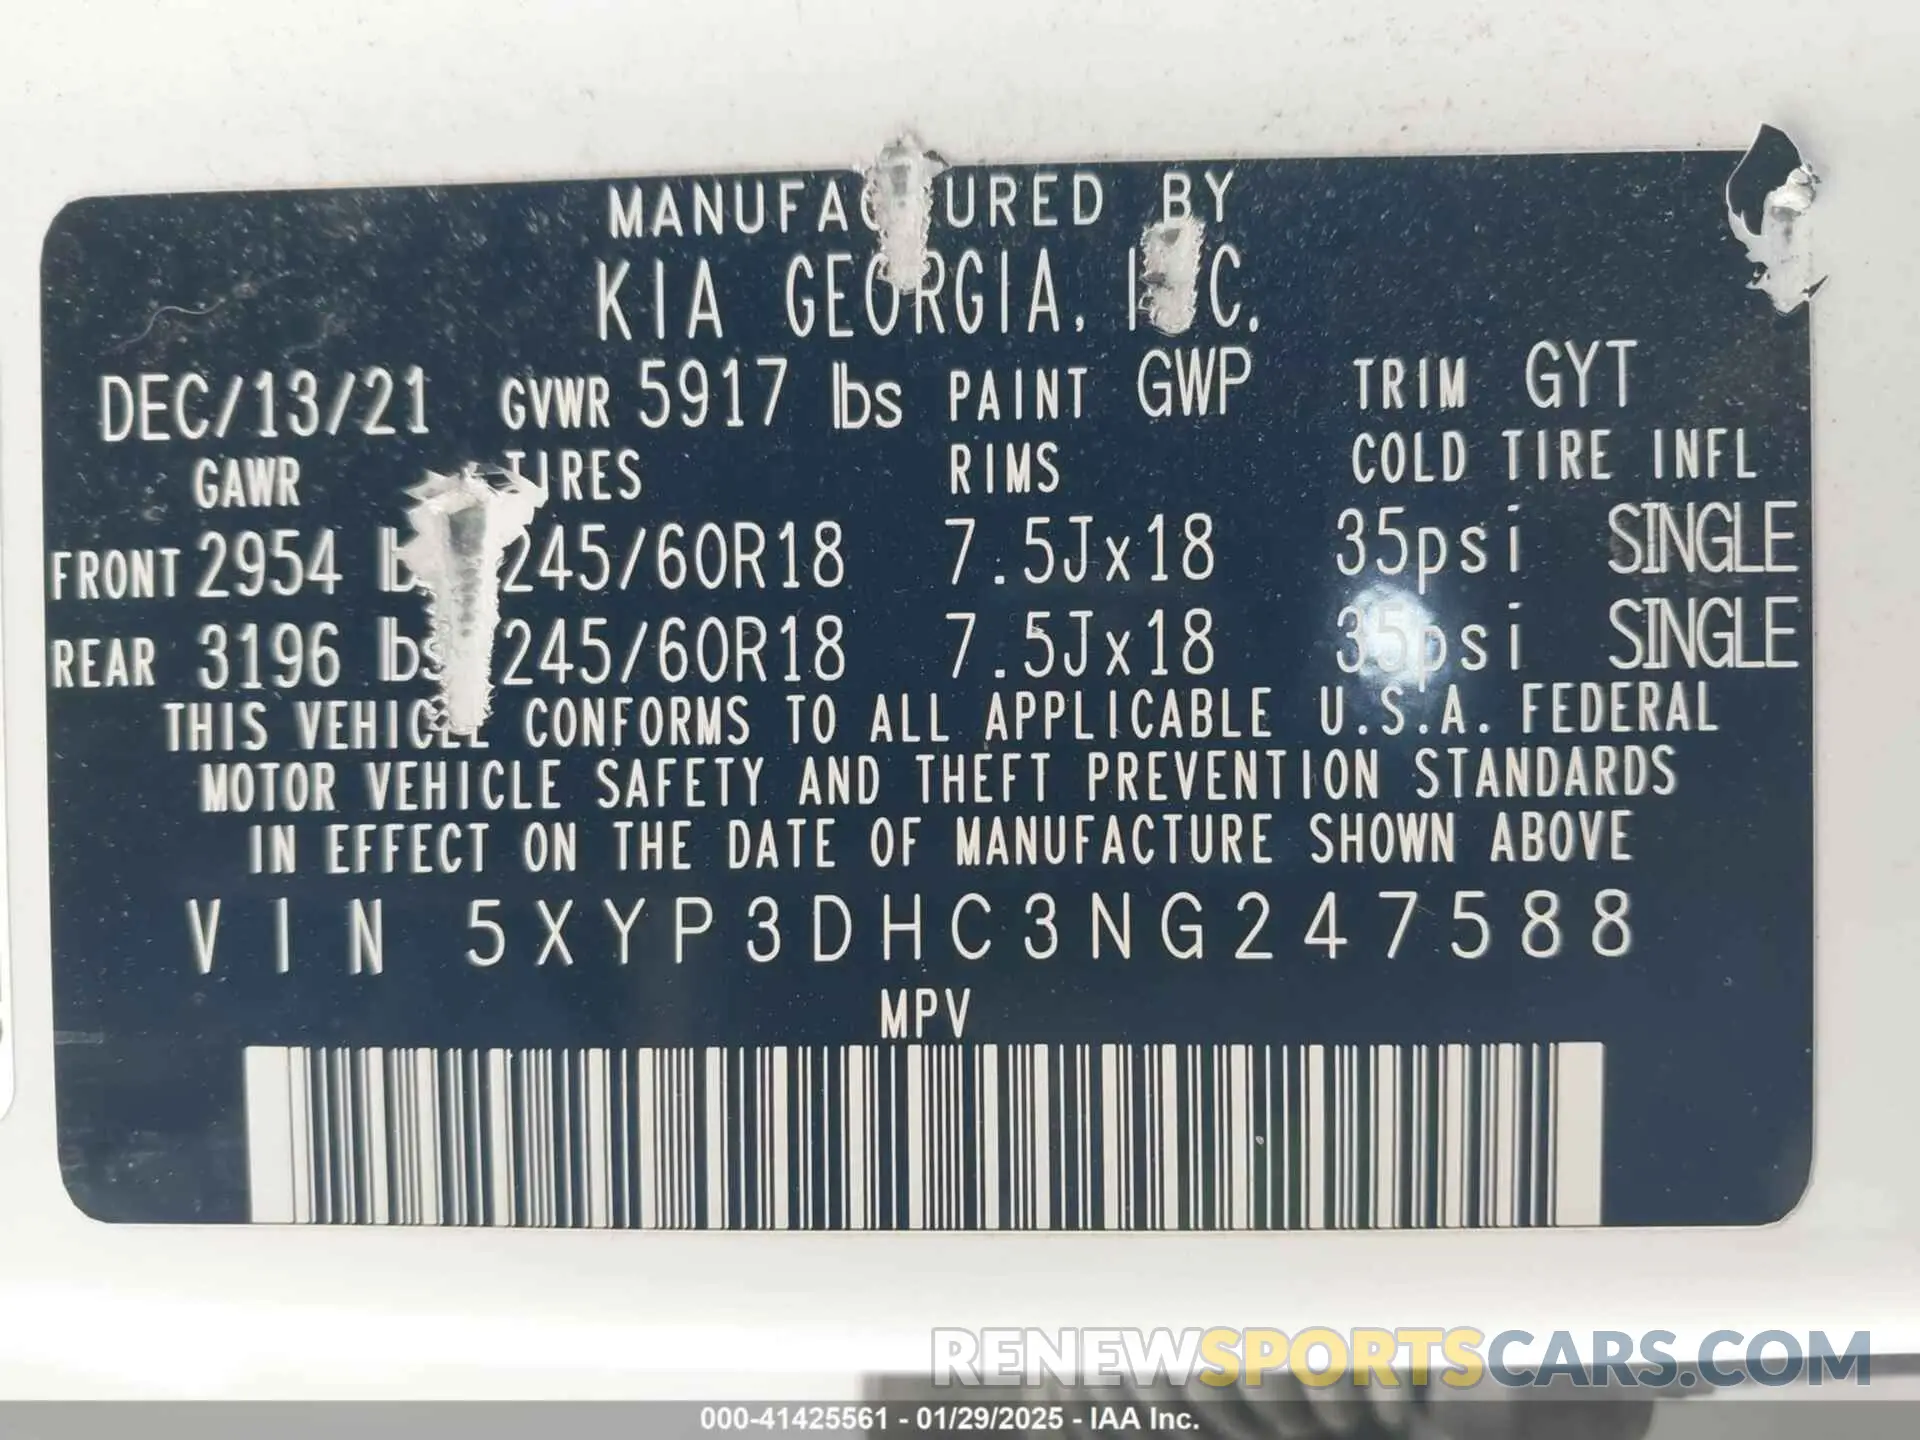 MANUFACTURED BY
KIA GEORGIA, INC.
DEC/13/21 GVWR 5917 lbs PAINT GWP TRIM GYT
GAWR TIRES RIMS COLD TIRE INFL
FRONT 2954 lbs 245/60R18 7.5Jx18 35psi SINGLE
REAR 3196 lbs 245/60R18 7.5Jx18 35psi SINGLE
THIS VEHICLE CONFORMS TO ALL APPLICABLE U.S.A. FEDERAL
MOTOR VEHICLE SAFETY AND THEFT PREVENTION STANDARDS
IN EFFECT ON THE DATE OF MANUFACTURE SHOWN ABOVE
VIN 5XYP3DHC3NG247588
MPV
RENEWSPORTSCARS.COM
000-41425561 - 01/29/2025 - IAA Inc.